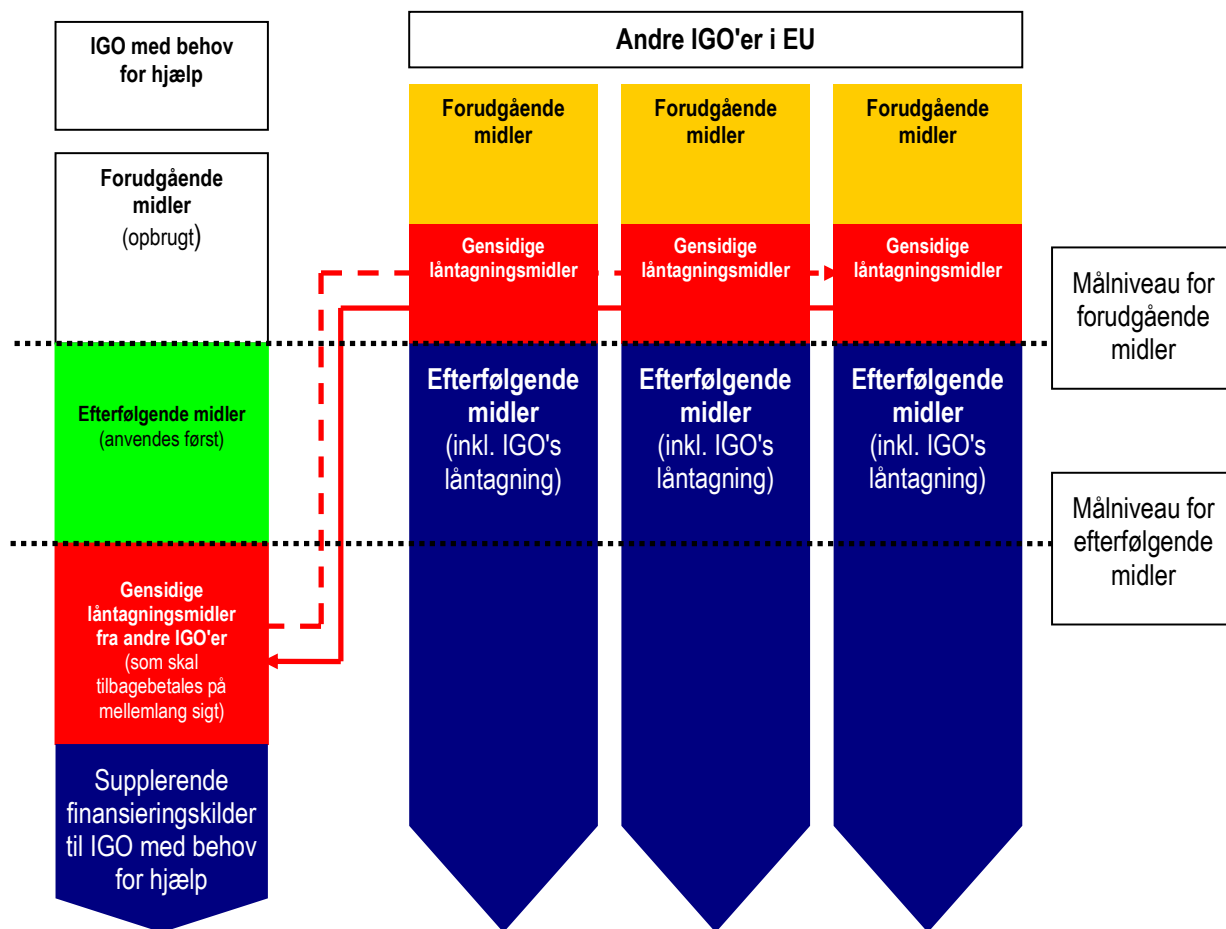 IGO med behov
for hjælp
Andre IGO'er i EU
Forudgående
midler
(opbrugt)
Efterfølgende midler
(anvendes først)
Gensidige
låntagningsmidler
fra andre IGO'er
(som skal
tilbagebetales på
mellemlang sigt)
Supplerende
finansieringskilder
til IGO med behov
for hjælp
Forudgående
midler
Gensidige
låntagningsmidler
Efterfølgende
midler
(inkl. IGO's
låntagning)
Forudgående
midler
Gensidige
låntagningsmidler
Efterfølgende
midler
(inkl. IGO's
låntagning)
Forudgående
midler
Gensidige
låntagningsmidler
Efterfølgende
midler
(inkl. IGO's
låntagning)
Målniveau for
forudgående
midler
Målniveau for
efterfølgende
midler